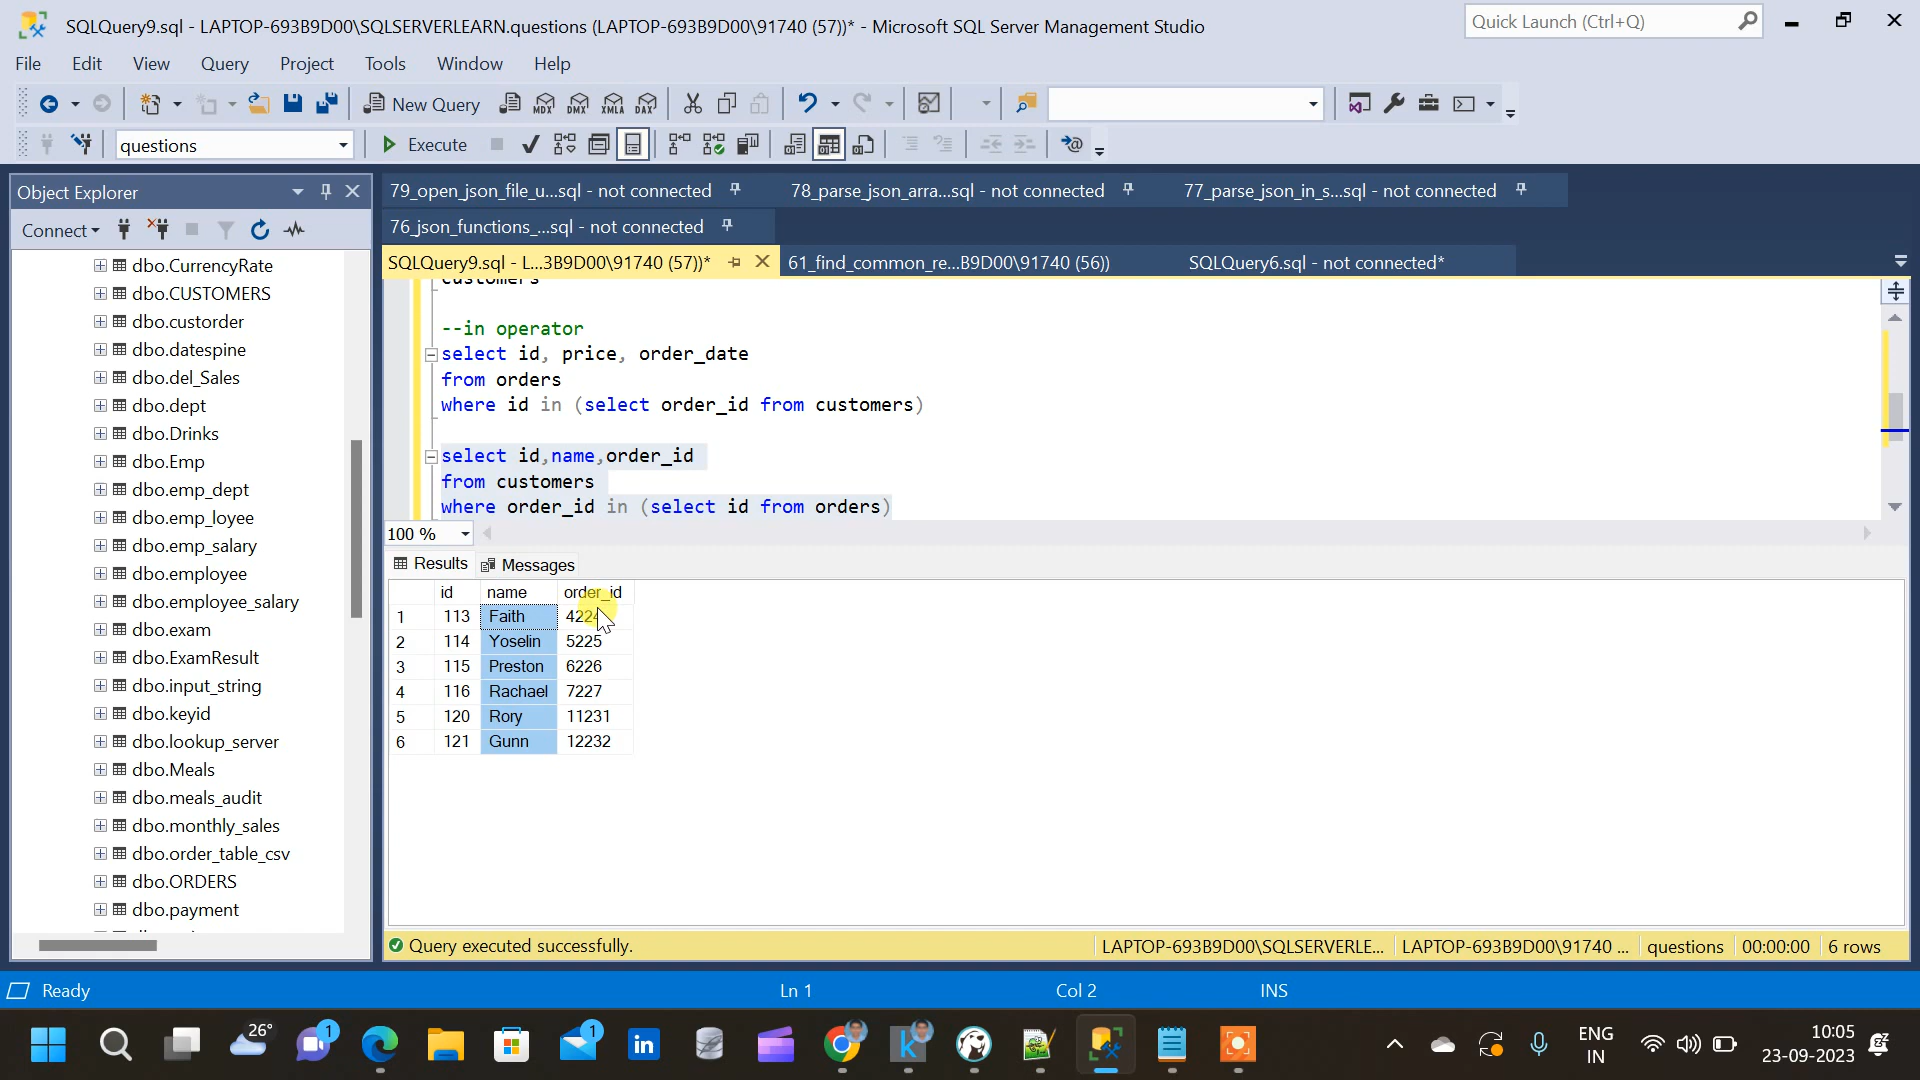 SQLQuery9.sql - LAPTOP-693B9D00\SQLSERVERLEARN.questions (LAPTOP-693B9D00\91740 (57))* - Microsoft SQL Server Management Studio
Quick Launch (Ctrl+Q)
File Edit View Query Project Tools Window Help
New Query MDX DMX XMLA DAX
questions Execute
Object Explorer
79_open_json_file_u...sql - not connected 78_parse_json_arra...sql - not connected 77_parse_json_in_s...sql - not connected
Connect
76_json_functions_...sql - not connected
SQLQuery9.sql - L...3B9D00\91740 (57))* 61_find_common_re...B9D00\91740 (56)) SQLQuery6.sql - not connected*
dbo.CurrencyRate
dbo.CUSTOMERS
dbo.custorder
dbo.datespine
dbo.del_Sales
dbo.dept
dbo.Drinks
dbo.Emp
dbo.emp_dept
dbo.emp_loyee
dbo.emp_salary
dbo.employee
dbo.employee_salary
dbo.exam
dbo.ExamResult
dbo.input_string
dbo.keyid
dbo.lookup_server
dbo.Meals
dbo.meals_audit
dbo.monthly_sales
dbo.order_table_csv
dbo.ORDERS
dbo.payment
customers
--in operator
select id, price, order_date
from orders
where id in (select order_id from customers)
select id,name,order_id
from customers
where order_id in (select id from orders)
100 %
Results Messages
id name order_id
1 113 Faith 4224
2 114 Yoselin 5225
3 115 Preston 6226
4 116 Rachael 7227
5 120 Rory 11231
6 121 Gunn 12232
Query executed successfully. LAPTOP-693B9D00\SQLSERVERLE... LAPTOP-693B9D00\91740 ... questions 00:00:00 6 rows
Ready Ln 1 Col 2 INS
26° 1 1 in k
ENG
IN
10:05
23-09-2023